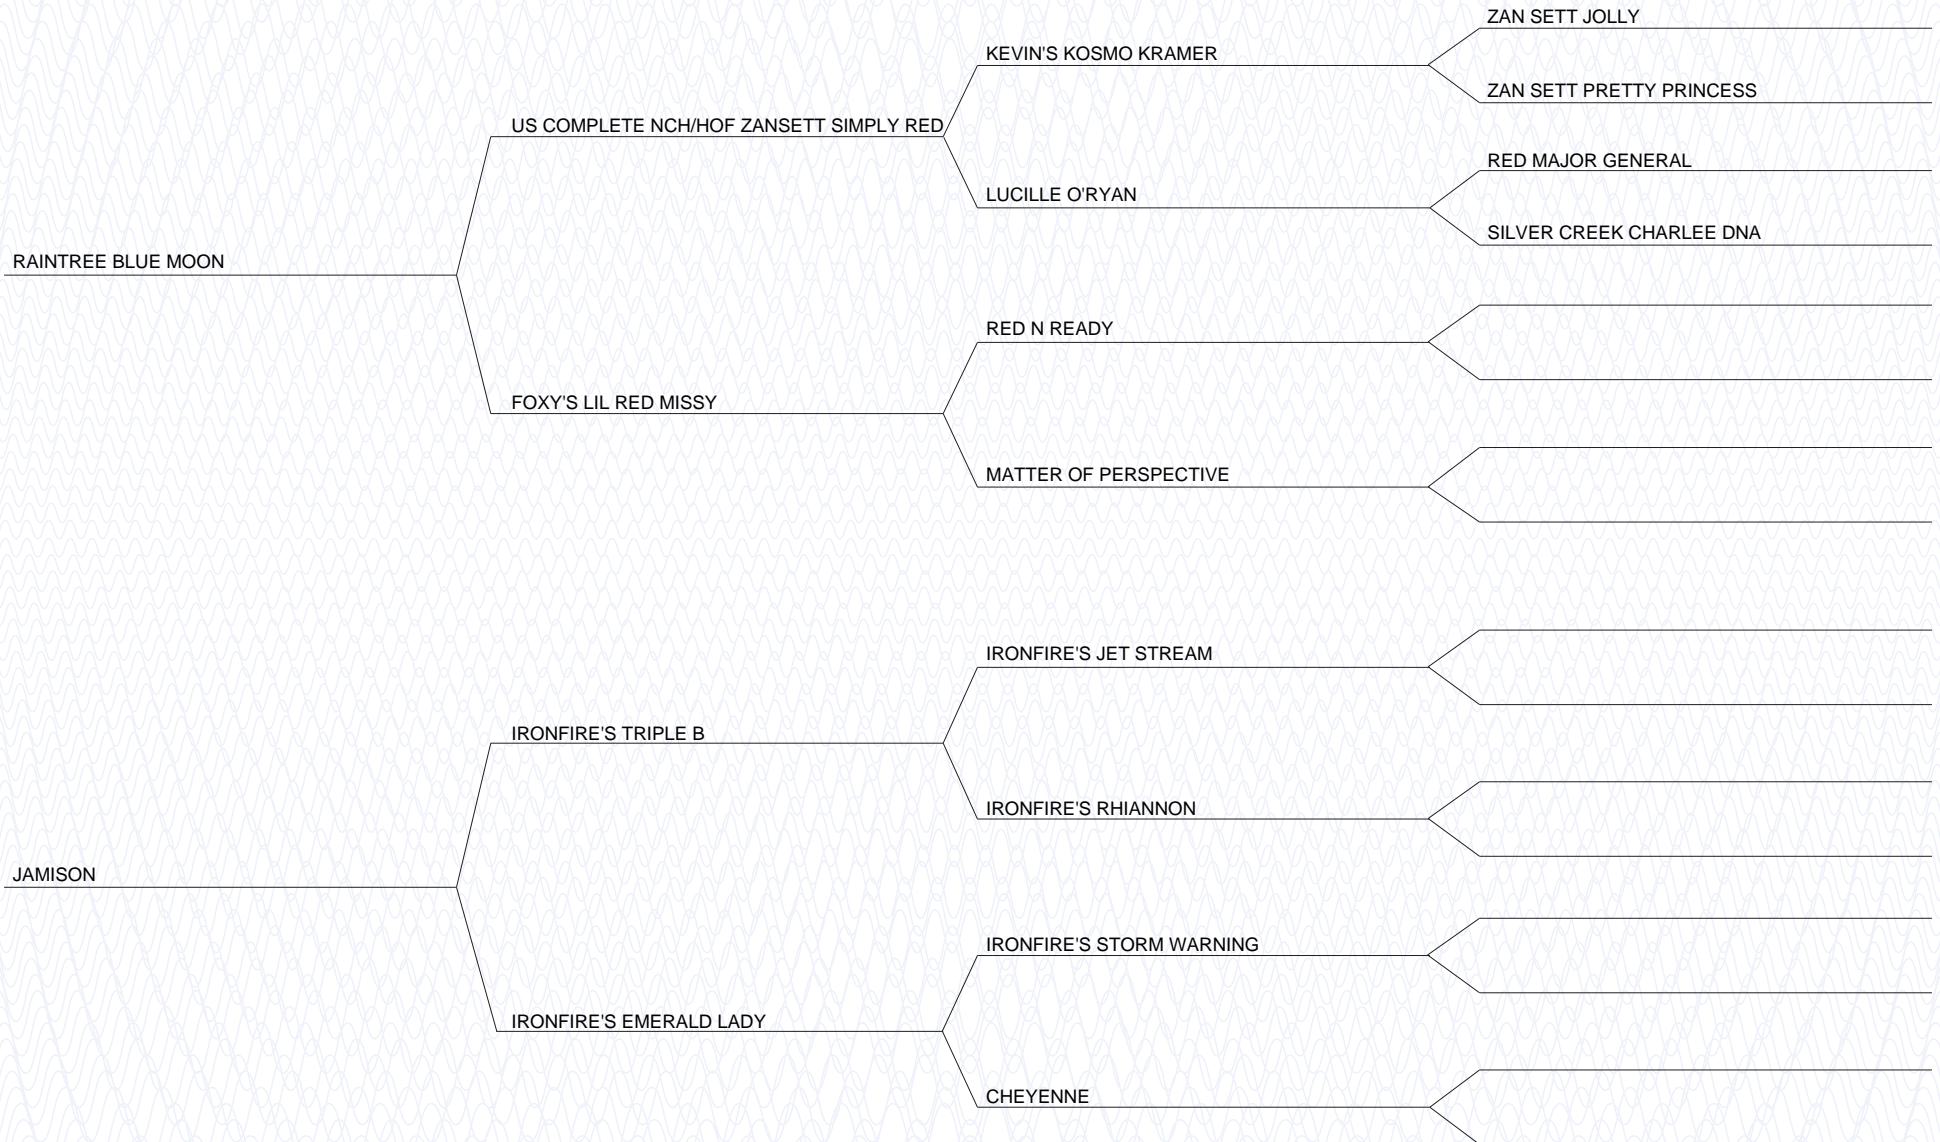 ZAN SETT JOLLY
KEVIN'S KOSMO KRAMER
ZAN SETT PRETTY PRINCESS
US COMPLETE NCH/HOF ZANSETT SIMPLY RED
RED MAJOR GENERAL
LUCILLE O'RYAN
SILVER CREEK CHARLEE DNA
RAINTREE BLUE MOON
RED N READY
FOXY'S LIL RED MISSY
MATTER OF PERSPECTIVE
IRONFIRE'S JET STREAM
IRONFIRE'S TRIPLE B
IRONFIRE'S RHIANNON
JAMISON
IRONFIRE'S STORM WARNING
IRONFIRE'S EMERALD LADY
CHEYENNE